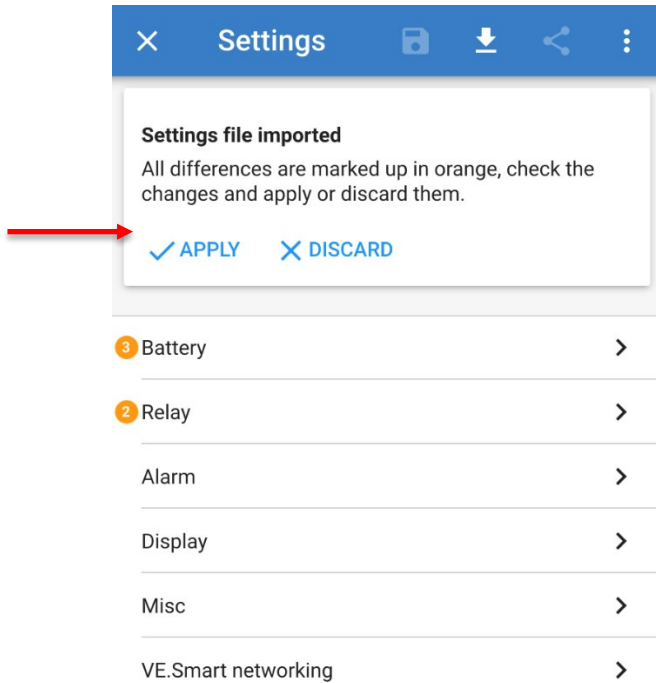 Settings
Settings file imported
All differences are marked up in orange, check the
changes and apply or discard them.
APPLY DISCARD
3 Battery
2 Relay
Alarm
Display
Misc
VE.Smart networking